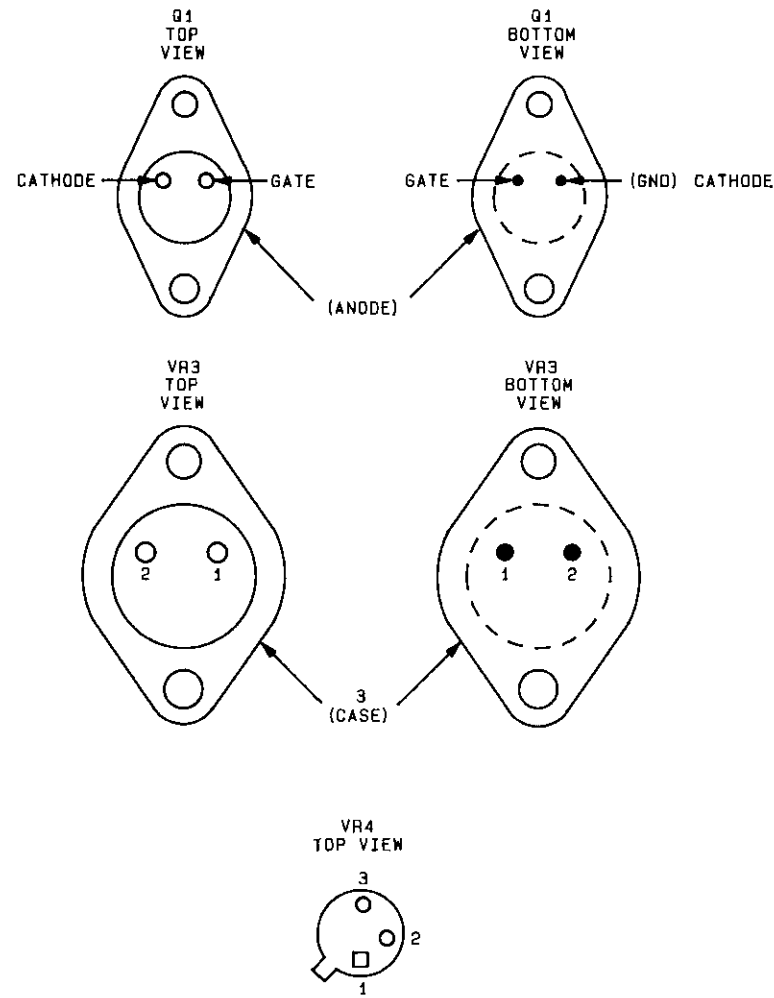 Q1
TOP
VIEW
Q1
BOTTOM
VIEW
CATHODE
GATE
GATE
(GND) CATHODE
(ANODE)
VR3
TOP
VIEW
VR3
BOTTOM
VIEW
2
1
1
2
3
(CASE)
VR4
TOP VIEW
3
2
1